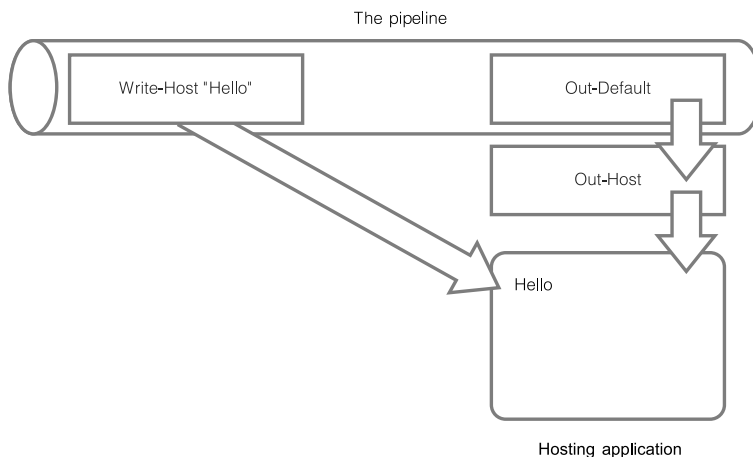 The pipeline
Write-Host "Hello"
Out-Default
Out-Host
Hello
Hosting application